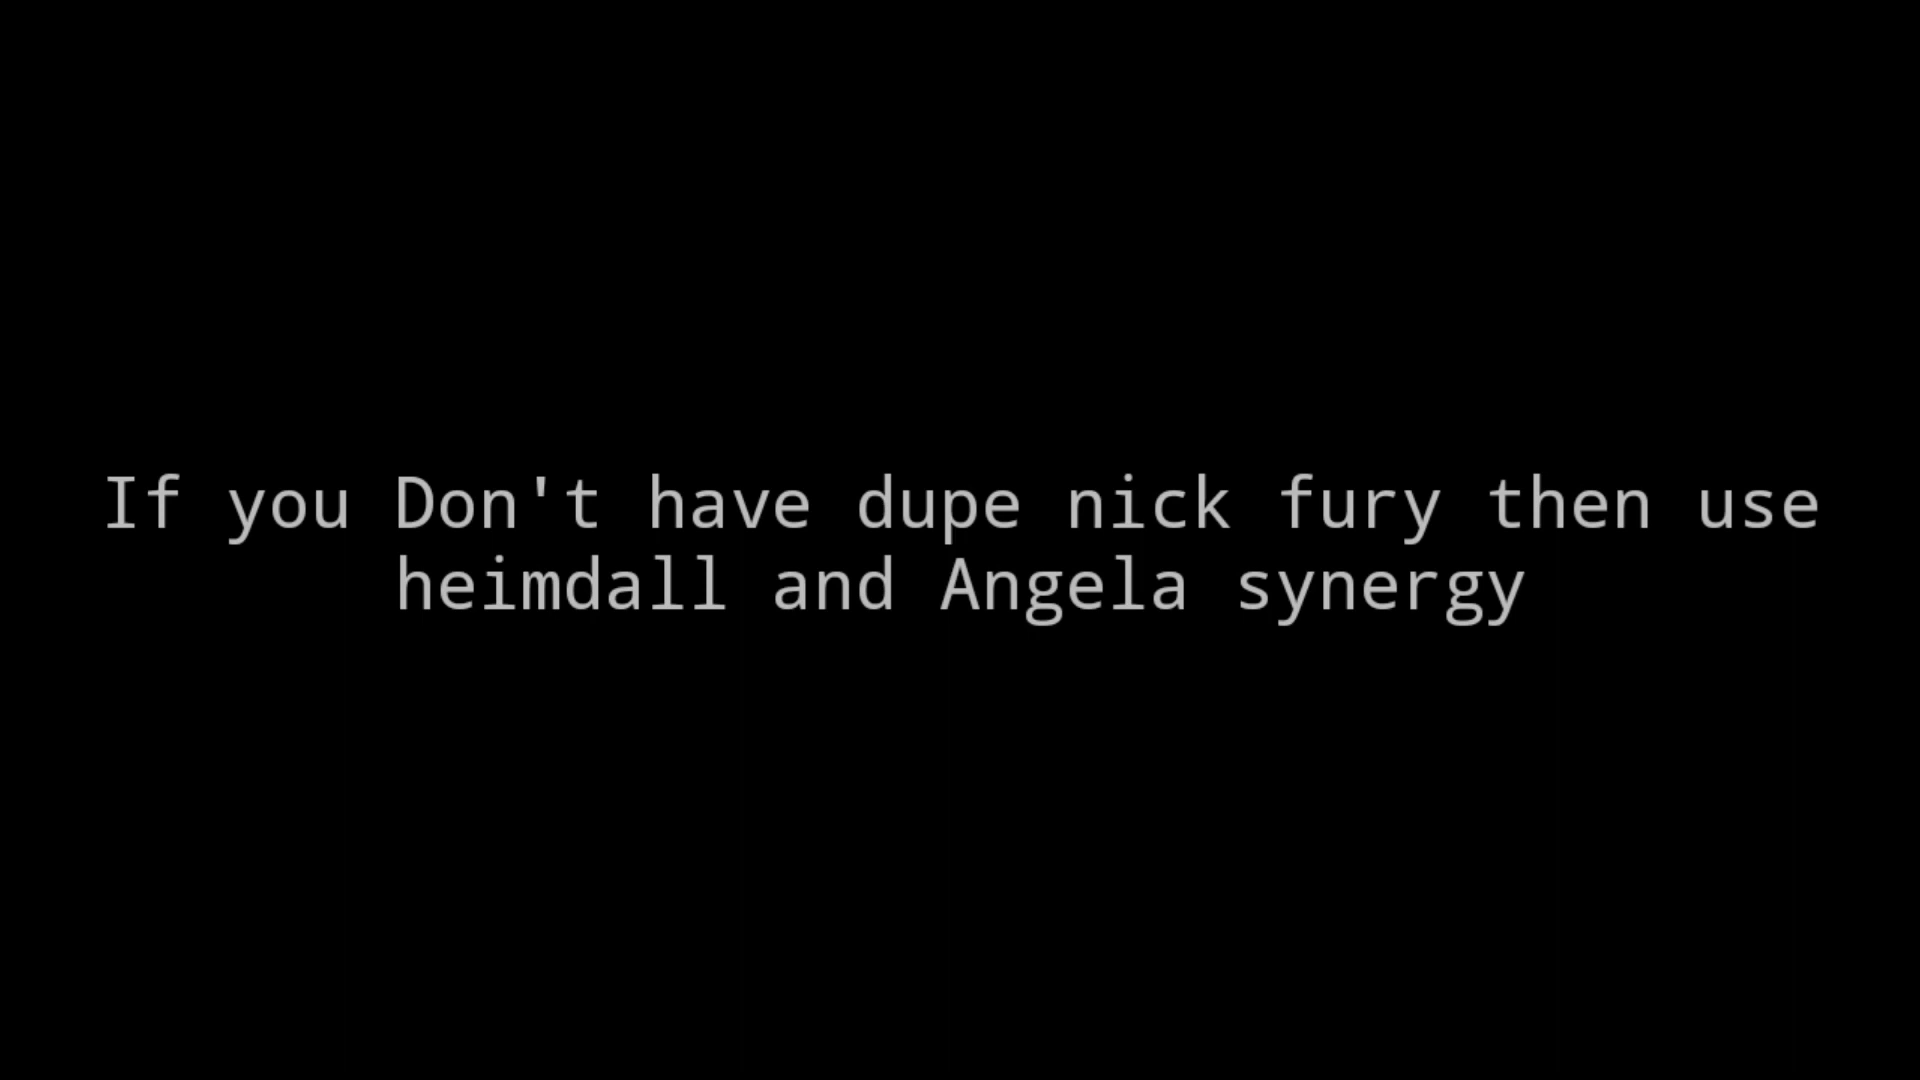 If you Don't have dupe nick fury then use
heimdall and Angela synergy